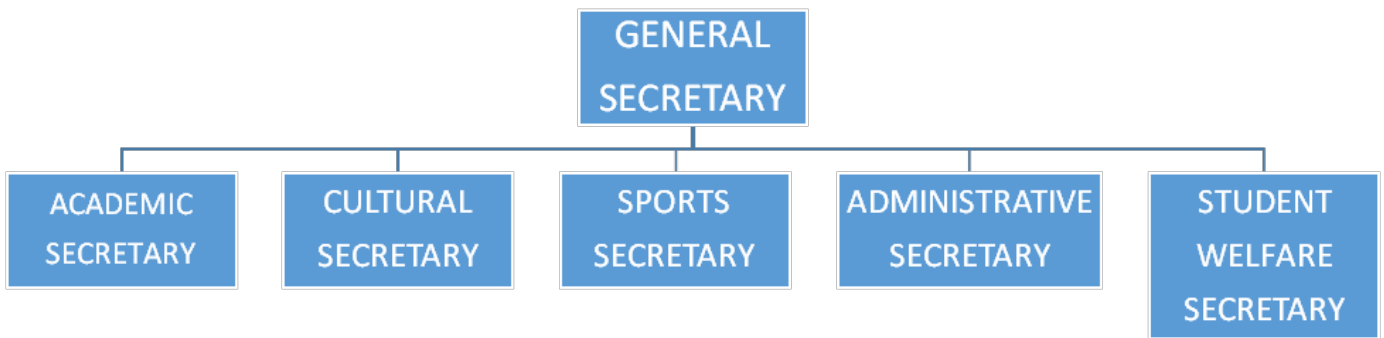 GENERAL
SECRETARY
ACADEMIC
SECRETARY
CULTURAL
SECRETARY
SPORTS
SECRETARY
ADMINISTRATIVE
SECRETARY
STUDENT
WELFARE
SECRETARY